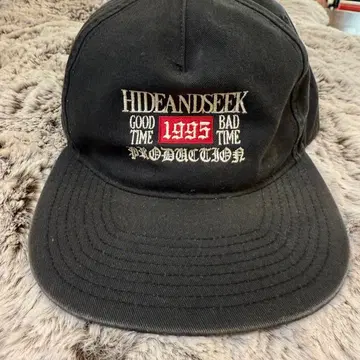 HIDEANDSEEK
GOOD 1995 BAD
TIME TIME
PRODUCTION